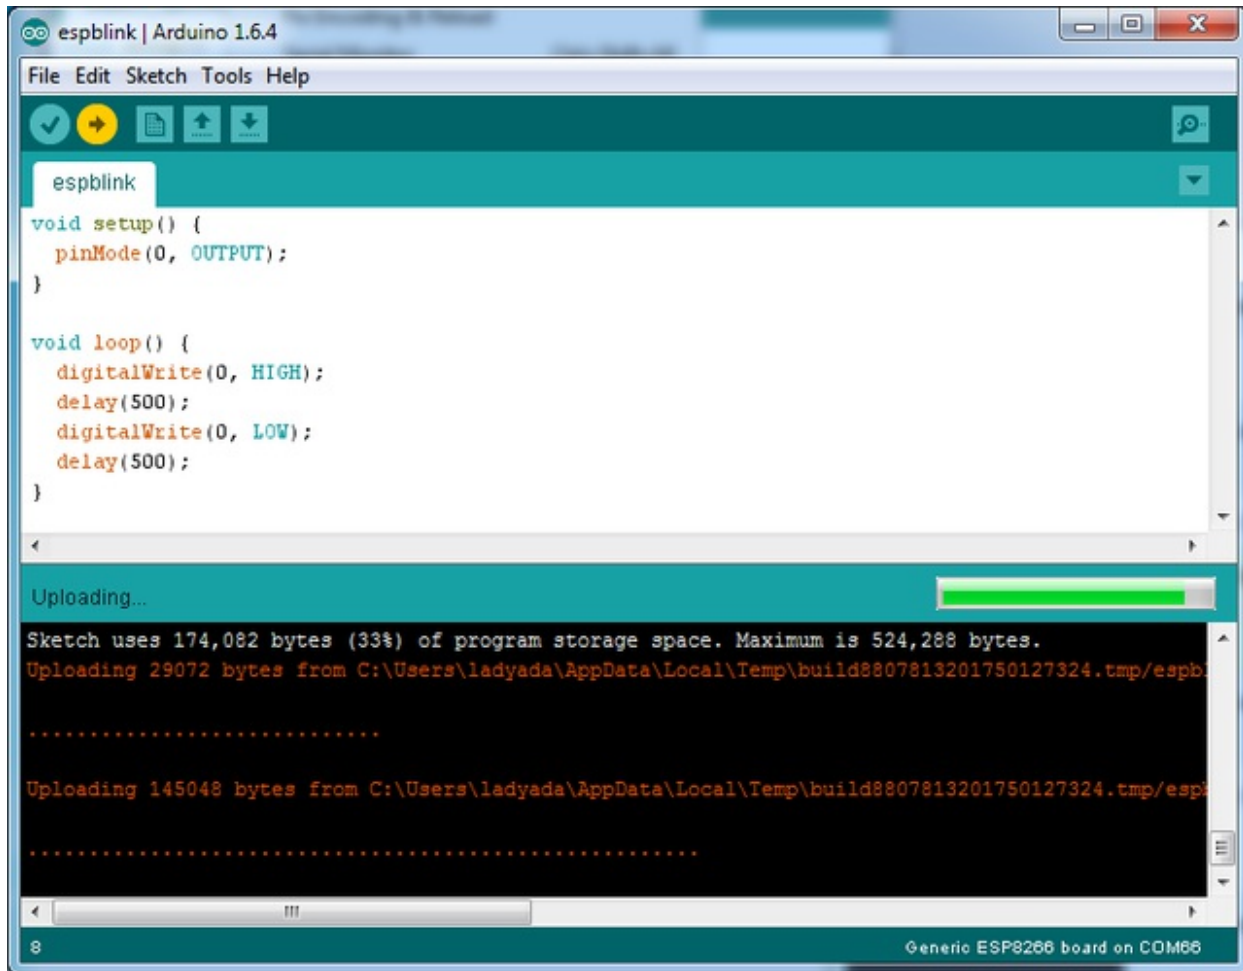 espblink | Arduino 1.6.4
File Edit Sketch Tools Help
espblink
void setup() {
  pinMode(0, OUTPUT);
}
void loop() {
  digitalWrite(0, HIGH);
  delay(500);
  digitalWrite(0, LOW);
  delay(500);
}
Uploading...
Sketch uses 174,082 bytes (33%) of program storage space. Maximum is 524,288 bytes.
Uploading 29072 bytes from C:\Users\ladyada\AppData\Local\Temp\build8807813201750127324.tmp/espb
.............................
Uploading 145048 bytes from C:\Users\ladyada\AppData\Local\Temp\build8807813201750127324.tmp/esp
.......................................................
8
Generic ESP8266 board on COM66